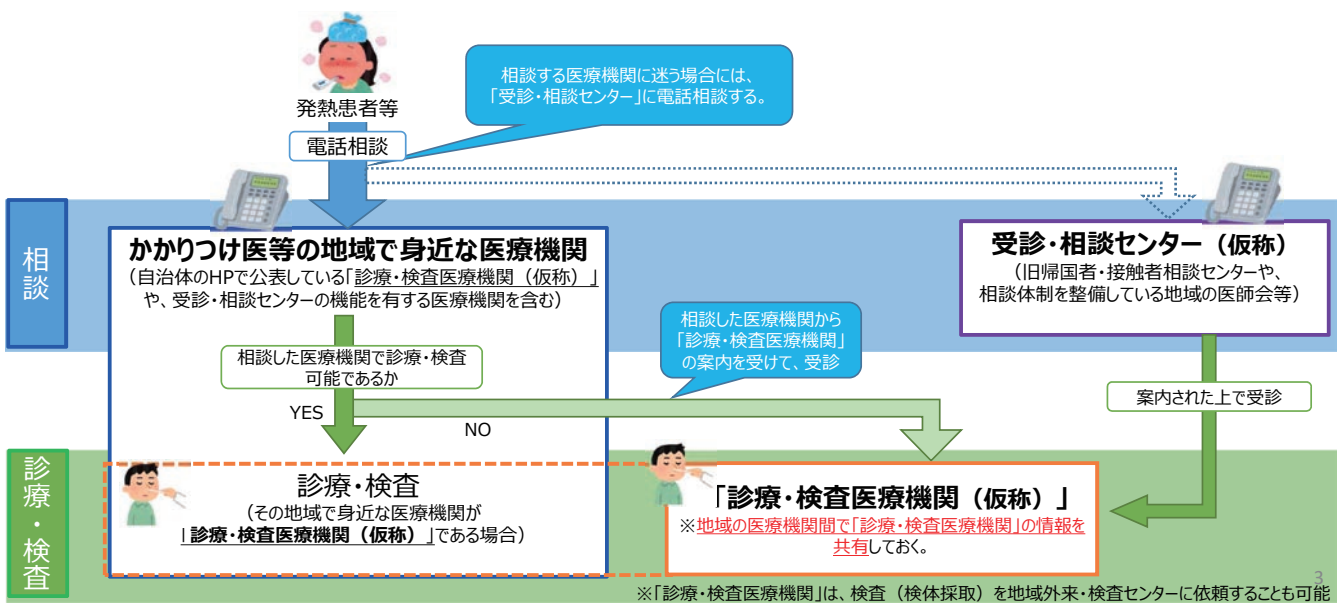 発熱患者等
電話相談
相談する医療機関に迷う場合には、
「受診・相談センター」に電話相談する。
相談
かかりつけ医等の地域で身近な医療機関
（自治体のHPで公表している「診療・検査医療機関（仮称）」
や、受診・相談センターの機能を有する医療機関を含む）
受診・相談センター（仮称）
（旧帰国者・接触者相談センターや、
相談体制を整備している地域の医師会等）
相談した医療機関から
「診療・検査医療機関」
の案内を受けて、受診
相談した医療機関で診療・検査
可能であるか
案内された上で受診
YES
NO
診療・検査
診療・検査
（その地域で身近な医療機関が
「診療・検査医療機関（仮称）」である場合）
「診療・検査医療機関（仮称）」
※地域の医療機関間で「診療・検査医療機関」の情報を
共有しておく。
3
※「診療・検査医療機関」は、検査（検体採取）を地域外来・検査センターに依頼することも可能